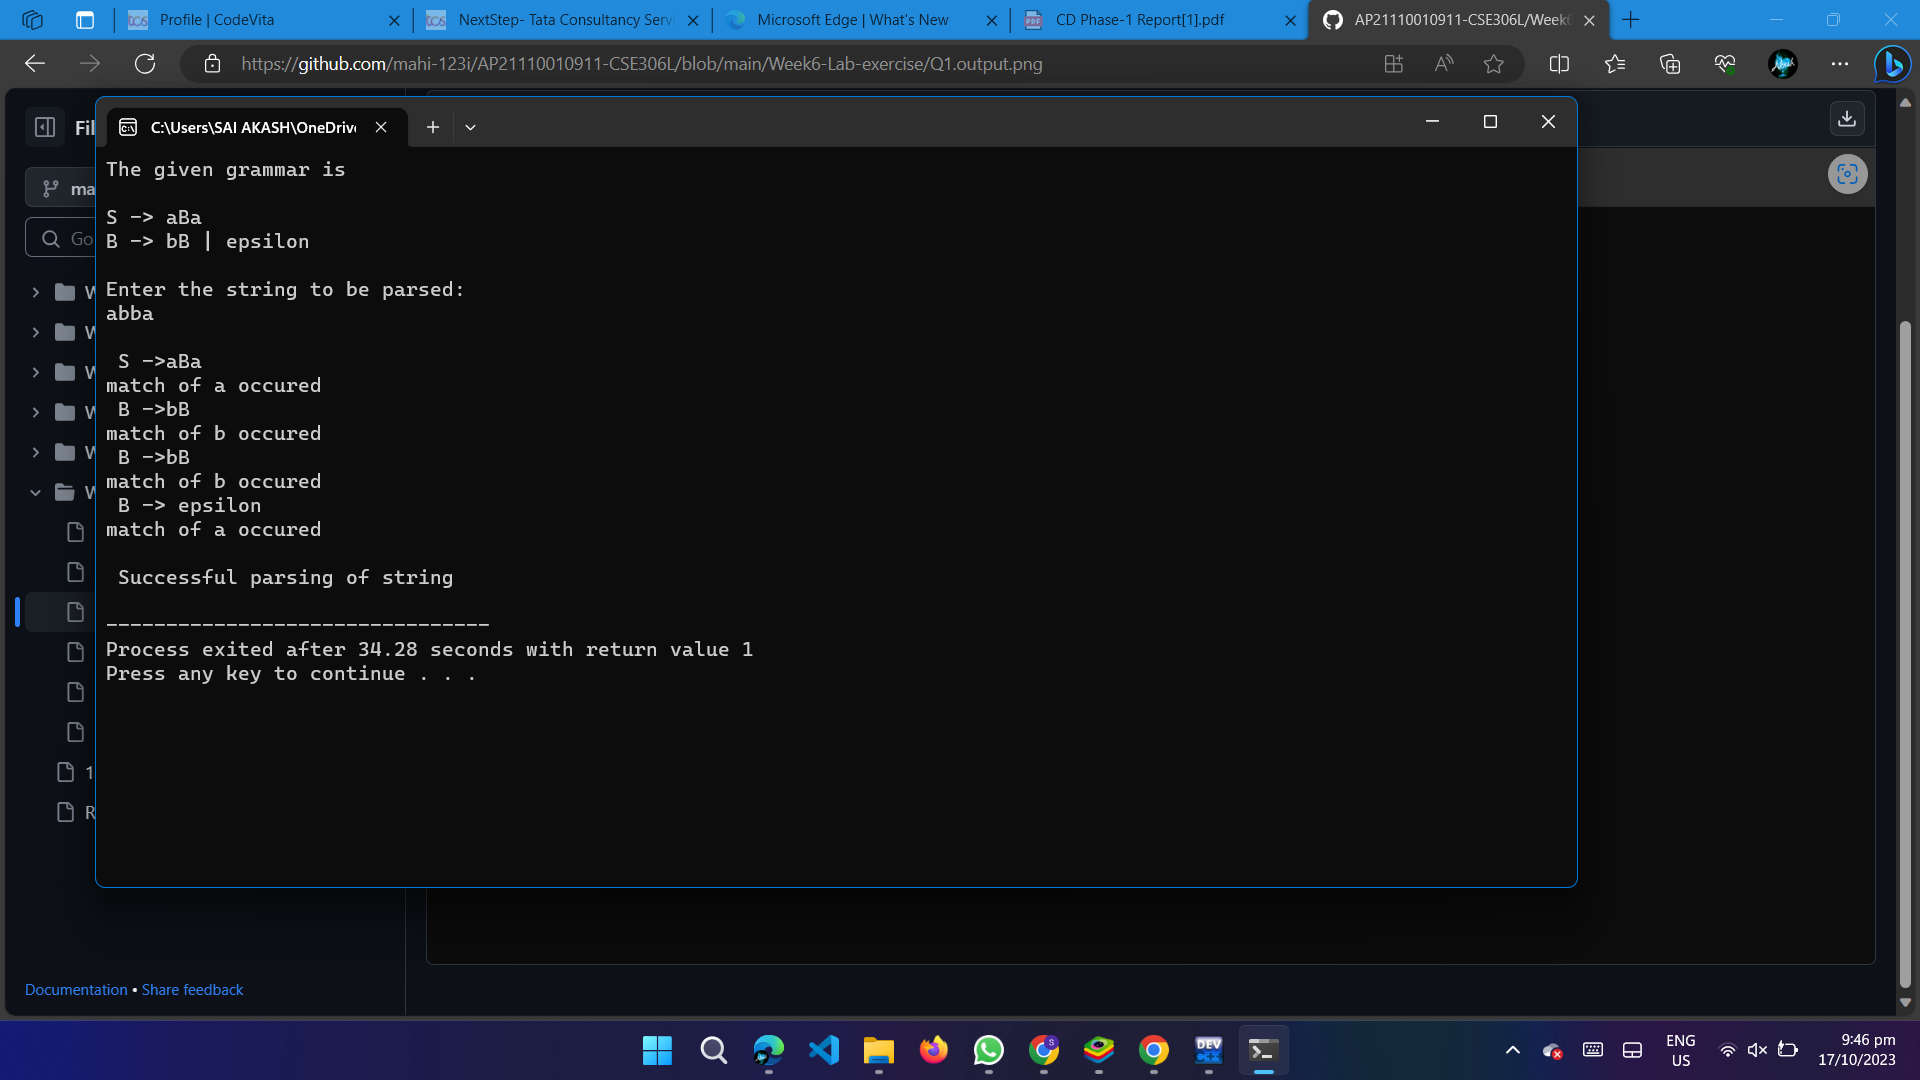 Profile | CodeVita
NextStep- Tata Consultancy Serv
Microsoft Edge | What's New
CD Phase-1 Report[1].pdf
AP21110010911-CSE306L/Week6
https://github.com/mahi-123i/AP21110010911-CSE306L/blob/main/Week6-Lab-exercise/Q1.output.png
C:\Users\SAI AKASH\OneDrive
Fil
ma
Go
The given grammar is
S -> aBa
B -> bB | epsilon
Enter the string to be parsed:
abba
S ->aBa
match of a occured
B ->bB
match of b occured
B ->bB
match of b occured
B -> epsilon
match of a occured
Successful parsing of string
--------------------------------
Process exited after 34.28 seconds with return value 1
Press any key to continue . . .
W
W
W
W
W
W
1
R
Documentation • Share feedback
DEV
ENG
US
9:46 pm
17/10/2023